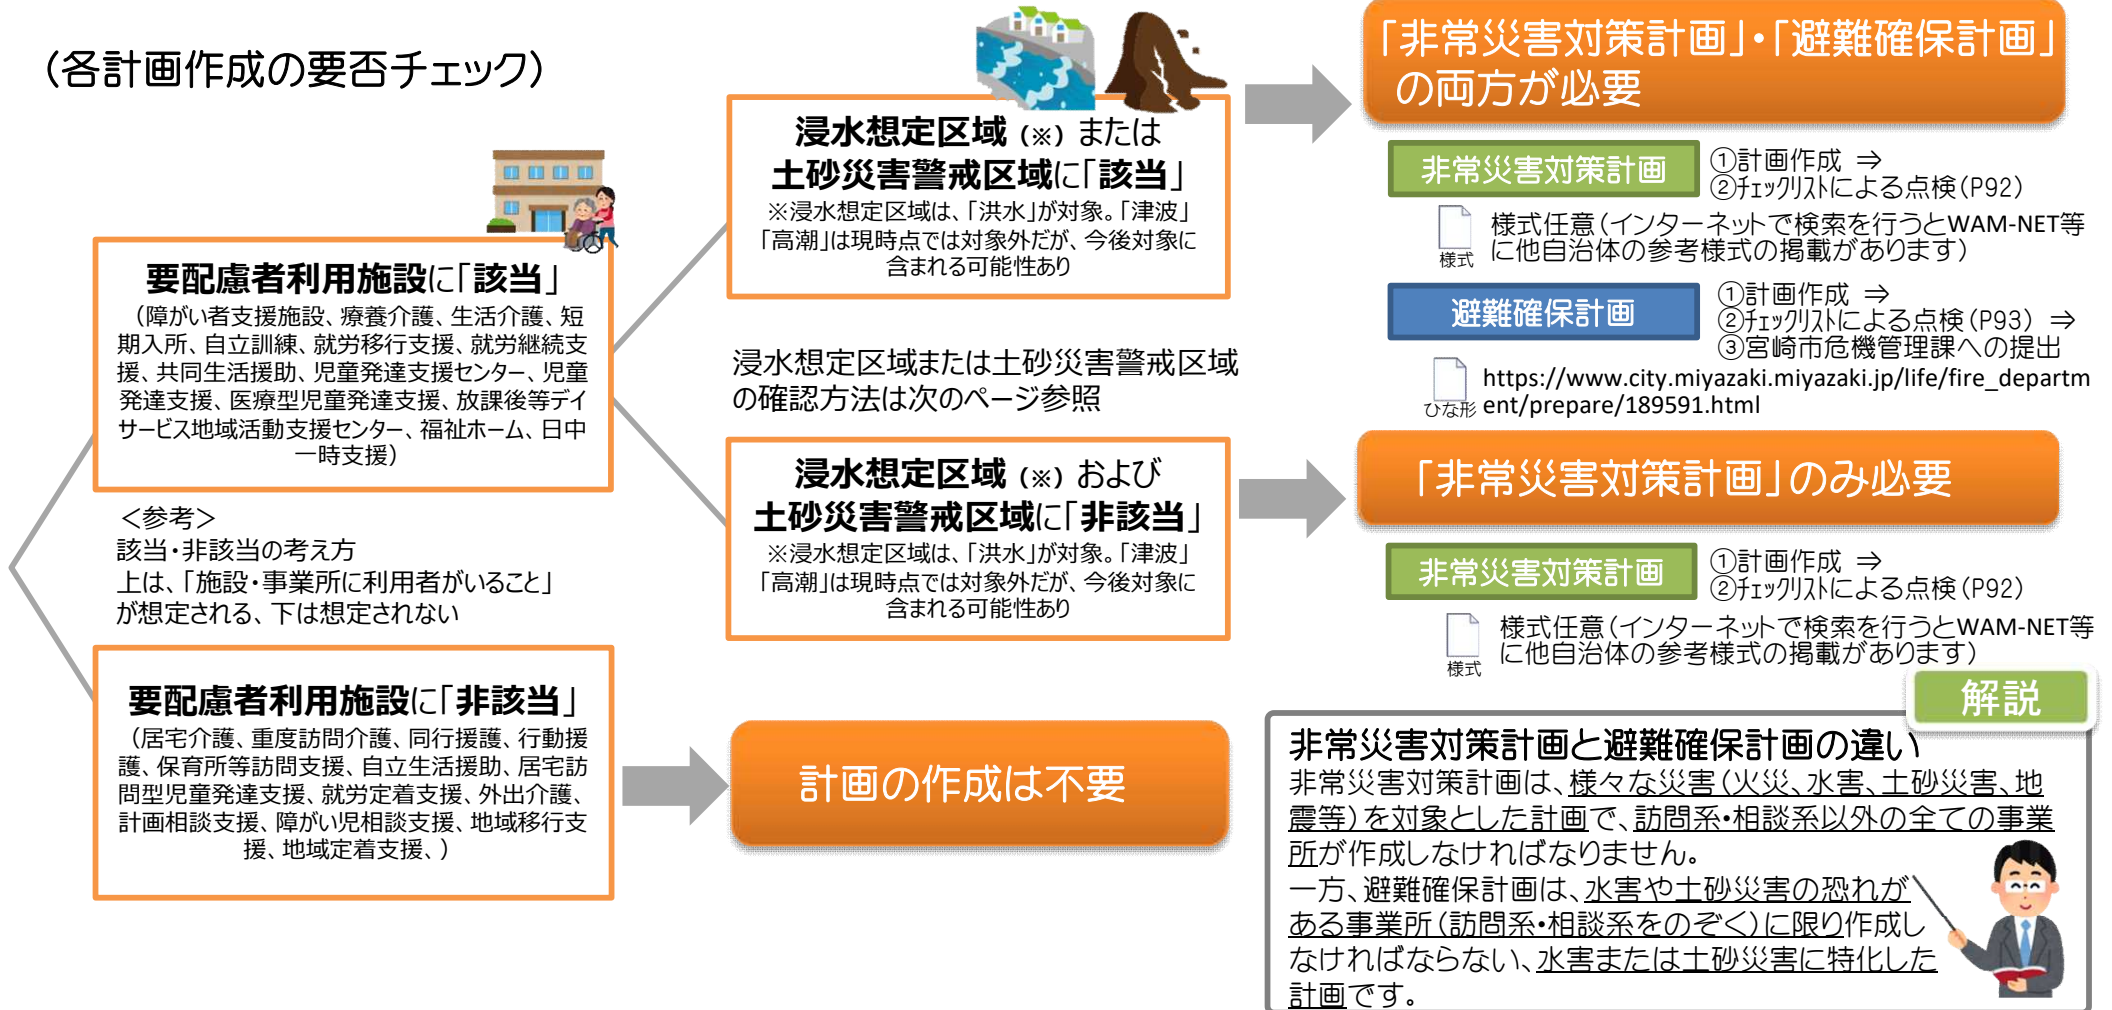 （各計画作成の要否チェック）
要配慮者利用施設に「該当」
（障がい者支援施設、療養介護、生活介護、短
期入所、自立訓練、就労移行支援、就労継続支
援、共同生活援助、児童発達支援センター、児童
発達支援、医療型児童発達支援、放課後等デイ
サービス地域活動支援センター、福祉ホーム、日中
一時支援）
＜参考＞
該当・非該当の考え方
上は、「施設・事業所に利用者がいること」
が想定される、下は想定されない
要配慮者利用施設に「非該当」
（居宅介護、重度訪問介護、同行援護、行動援
護、保育所等訪問支援、自立生活援助、居宅訪
問型児童発達支援、就労定着支援、外出介護、
計画相談支援、障がい児相談支援、地域移行支
援、地域定着支援、）
浸水想定区域（※）または
土砂災害警戒区域に「該当」
※浸水想定区域は、「洪水」が対象。「津波」
「高潮」は現時点では対象外だが、今後対象に
含まれる可能性あり
浸水想定区域または土砂災害警戒区域
の確認方法は次のページ参照
浸水想定区域（※）および
土砂災害警戒区域に「非該当」
※浸水想定区域は、「洪水」が対象。「津波」
「高潮」は現時点では対象外だが、今後対象に
含まれる可能性あり
計画の作成は不要
「非常災害対策計画」・「避難確保計画」
の両方が必要
非常災害対策計画
①計画作成 ⇒
②チェックリストによる点検（P92）
様式
様式任意（インターネットで検索を行うとWAM-NET等
に他自治体の参考様式の掲載があります）
避難確保計画
①計画作成 ⇒
②チェックリストによる点検（P93） ⇒
③宮崎市危機管理課への提出
ひな形
https://www.city.miyazaki.miyazaki.jp/life/fire_departm
ent/prepare/189591.html
「非常災害対策計画」のみ必要
非常災害対策計画
①計画作成 ⇒
②チェックリストによる点検（P92）
様式
様式任意（インターネットで検索を行うとWAM-NET等
に他自治体の参考様式の掲載があります）
解説
非常災害対策計画と避難確保計画の違い
非常災害対策計画は、様々な災害（火災、水害、土砂災害、地
震等）を対象とした計画で、訪問系・相談系以外の全ての事業
所が作成しなければなりません。
一方、避難確保計画は、水害や土砂災害の恐れが
ある事業所（訪問系・相談系をのぞく）に限り作成し
なければならない、水害または土砂災害に特化した
計画です。